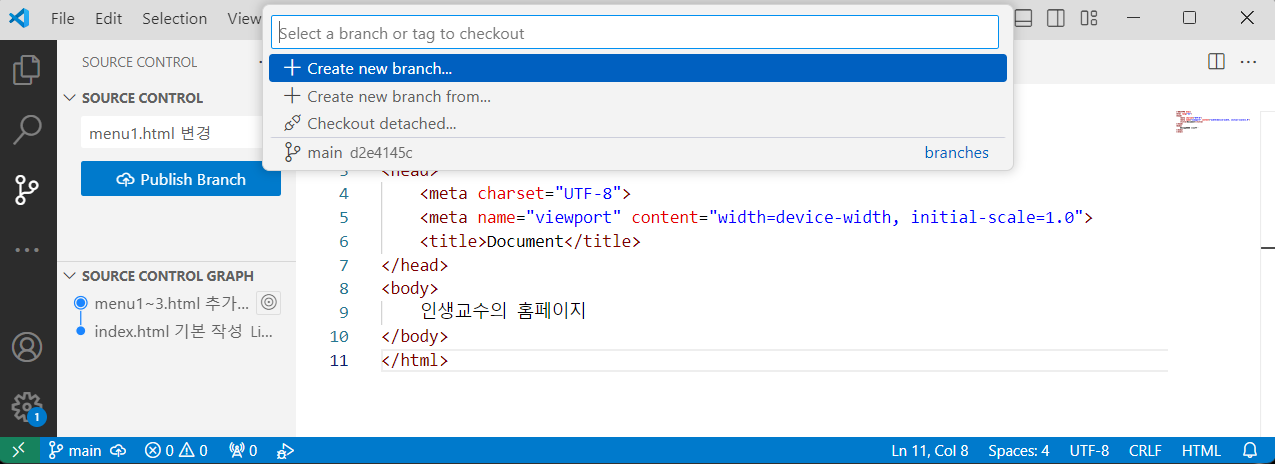 File Edit Selection View
Select a branch or tag to checkout
Create new branch...
Create new branch from...
Checkout detached...
main d2e4145c branches
SOURCE CONTROL
SOURCE CONTROL
menu1.html 변경
Publish Branch
SOURCE CONTROL GRAPH
menu1~3.html 추가...
index.html 기본 작성 Li...
3 <head>
4 <meta charset="UTF-8">
5 <meta name="viewport" content="width=device-width, initial-scale=1.0">
6 <title>Document</title>
7 </head>
8 <body>
9 인생교수의 홈페이지
10 </body>
11 </html>
1
main 0 0 0 Ln 11, Col 8 Spaces: 4 UTF-8 CRLF HTML